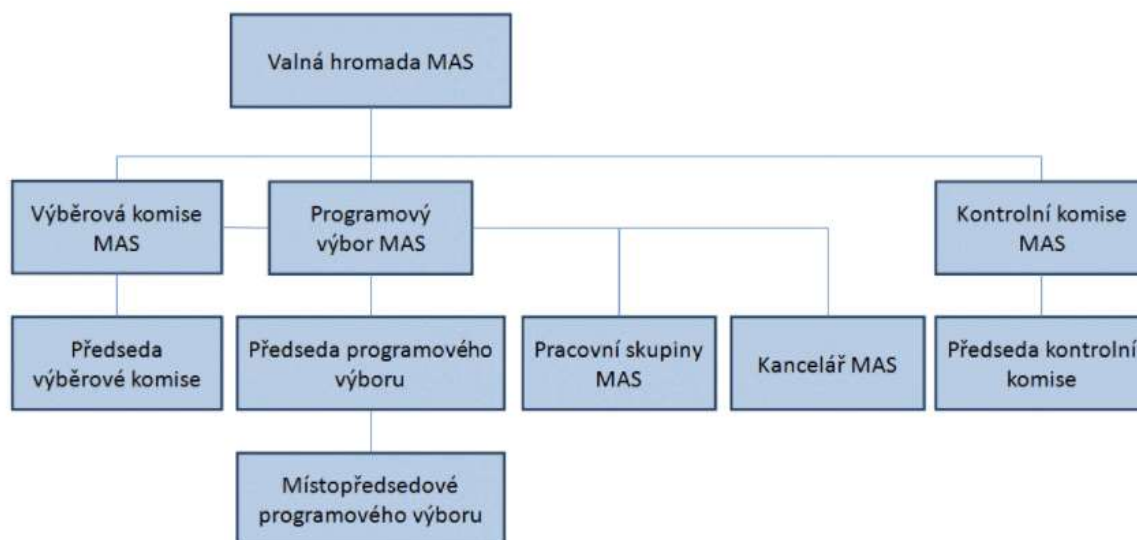 Valná hromada MAS
Výběrová komise
MAS
Programový
výbor MAS
Kontrolní komise
MAS
Předseda
výběrové komise
Předseda programového
výboru
Pracovní skupiny
MAS
Kancelář MAS
Předseda kontrolní
komise
Místopředsedové
programového výboru